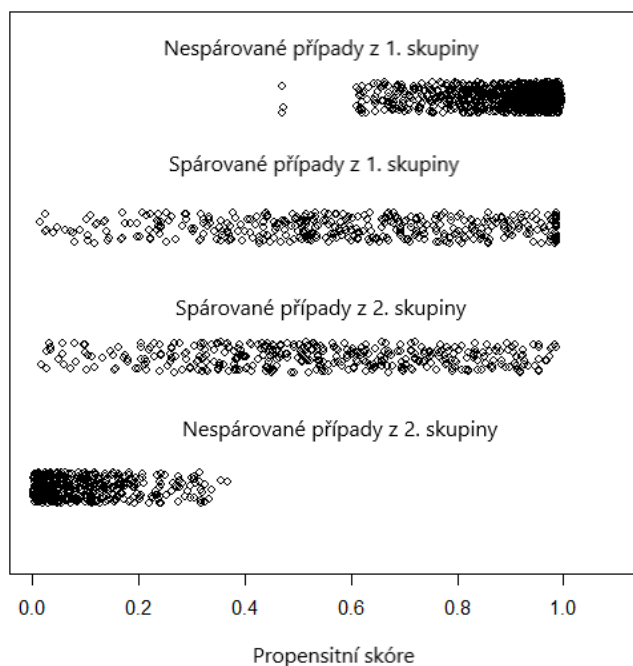 Nespárované případy z 1. skupiny
Spárované případy z 1. skupiny
Spárované případy z 2. skupiny
Nespárované případy z 2. skupiny
0.0 0.2 0.4 0.6 0.8 1.0
Propensitní skóre